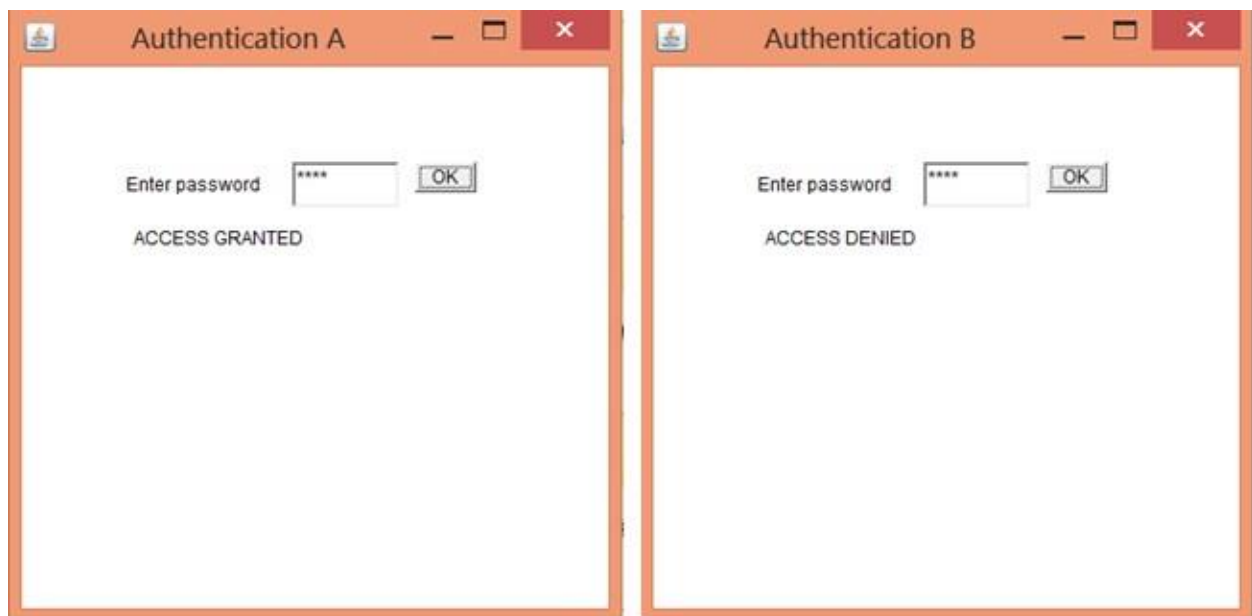 Authentication A
Enter password **** OK
ACCESS GRANTED
Authentication B
Enter password **** OK
ACCESS DENIED